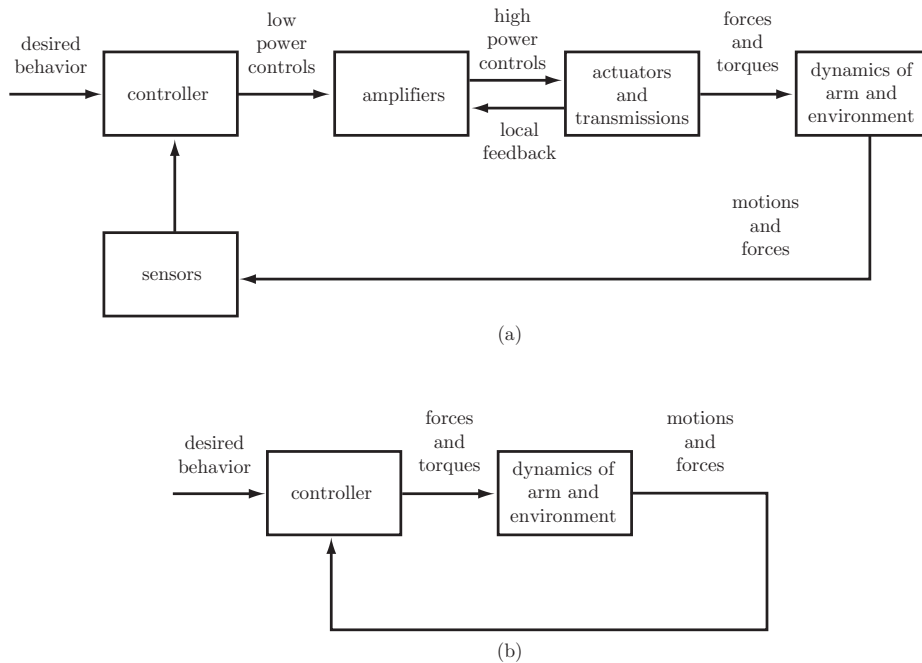 desired
behavior
controller
low
power
controls
amplifiers
high
power
controls
local
feedback
actuators
and
transmissions
forces
and
torques
dynamics of
arm and
environment
motions
and
forces
sensors
(a)
desired
behavior
controller
forces
and
torques
dynamics of
arm and
environment
motions
and
forces
(b)